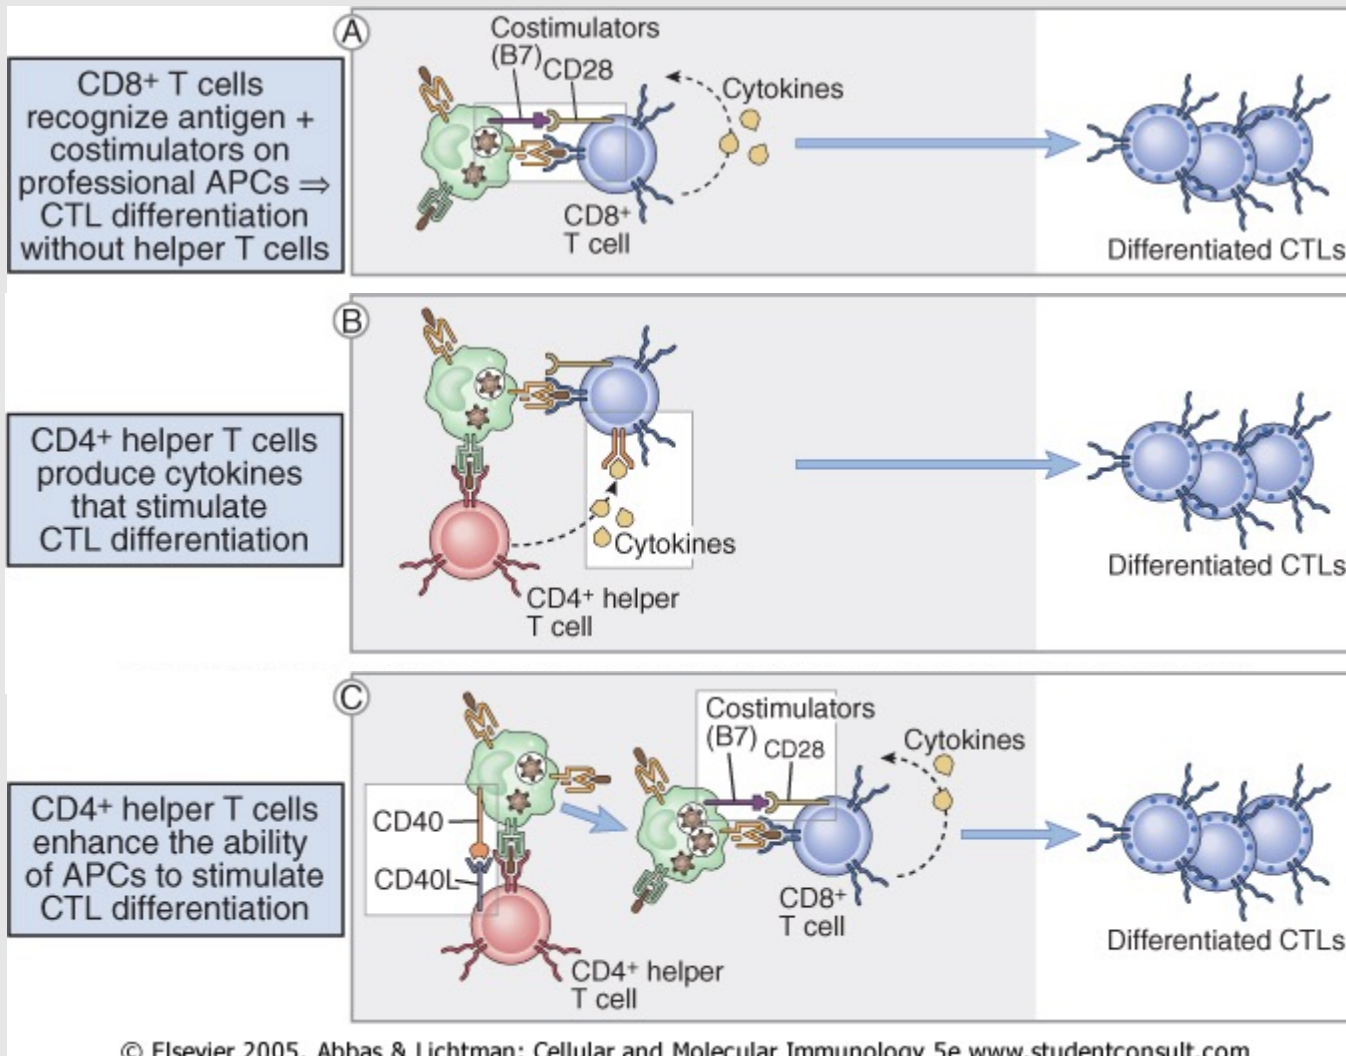 A
CD8+ T cells
recognize antigen +
costimulators on
professional APCs ⇒
CTL differentiation
without helper T cells
Costimulators
(B7) CD28
Cytokines
CD8+
T cell
Differentiated CTLs
B
CD4+ helper T cells
produce cytokines
that stimulate
CTL differentiation
Cytokines
CD4+ helper
T cell
Differentiated CTLs
C
CD4+ helper T cells
enhance the ability
of APCs to stimulate
CTL differentiation
CD40
CD40L
CD4+ helper
T cell
Costimulators
(B7) CD28
Cytokines
CD8+
T cell
Differentiated CTLs
© Elsevier 2005. Abbas & Lichtman: Cellular and Molecular Immunology 5e www.studentconsult.com